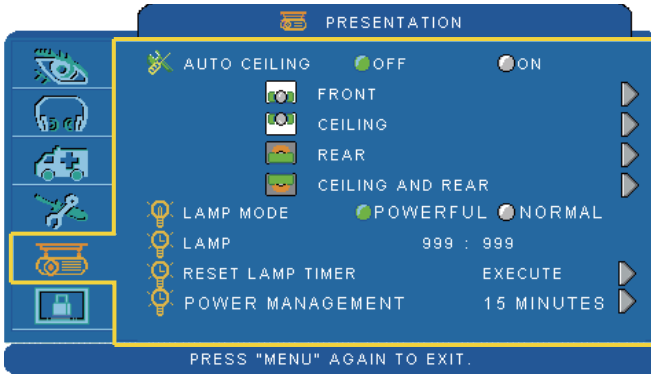 PRESENTATION
AUTO CEILING OFF ON
FRONT
CEILING
REAR
CEILING AND REAR
LAMP MODE POWERFUL NORMAL
LAMP 999 : 999
RESET LAMP TIMER EXECUTE
POWER MANAGEMENT 15 MINUTES
PRESS "MENU" AGAIN TO EXIT.